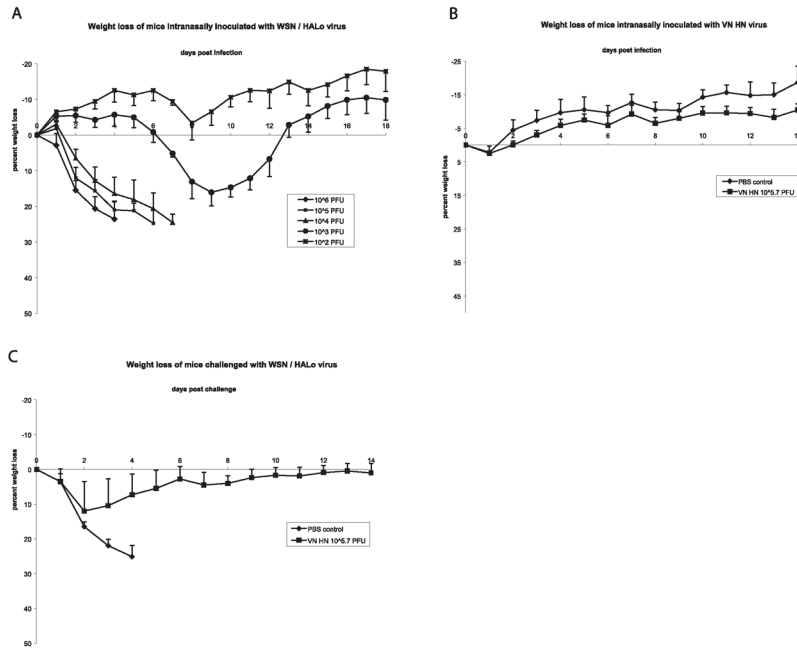 A
Weight loss of mice intranasally inoculated with WSN / HALo virus
days post infection
percent weight loss
-20
-10
0
10
20
30
40
50
0 2 4 6 8 10 12 14 16 18
10^6 PFU
10^5 PFU
10^4 PFU
10^3 PFU
10^2 PFU
B
Weight loss of mice intranasally inoculated with VN HN virus
days post infection
percent weight loss
-25
-15
-5
5
15
25
35
45
0 2 4 6 8 10 12 14
PBS control
VN HN 10^5.7 PFU
C
Weight loss of mice challenged with WSN / HALo virus
days post challenge
percent weight loss
-20
-10
0
10
20
30
40
50
0 2 4 6 8 10 12 14
PBS control
VN HN 10^5.7 PFU